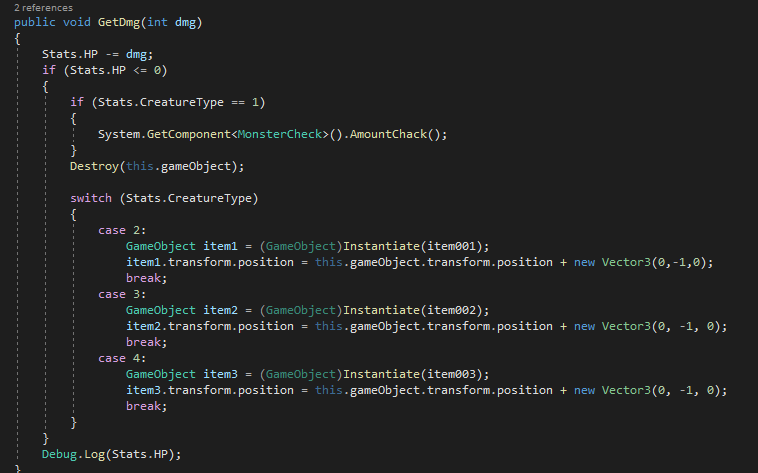 2 references
public void GetDmg(int dmg)
{
Stats.HP -= dmg;
if (Stats.HP <= 0)
{
if (Stats.CreatureType == 1)
{
System.GetComponent<MonsterCheck>().AmountChack();
}
Destroy(this.gameObject);
switch (Stats.CreatureType)
{
case 2:
GameObject item1 = (GameObject)Instantiate(item001);
item1.transform.position = this.gameObject.transform.position + new Vector3(0,-1,0);
break;
case 3:
GameObject item2 = (GameObject)Instantiate(item002);
item2.transform.position = this.gameObject.transform.position + new Vector3(0, -1, 0);
break;
case 4:
GameObject item3 = (GameObject)Instantiate(item003);
item3.transform.position = this.gameObject.transform.position + new Vector3(0, -1, 0);
break;
}
}
Debug.Log(Stats.HP);
}